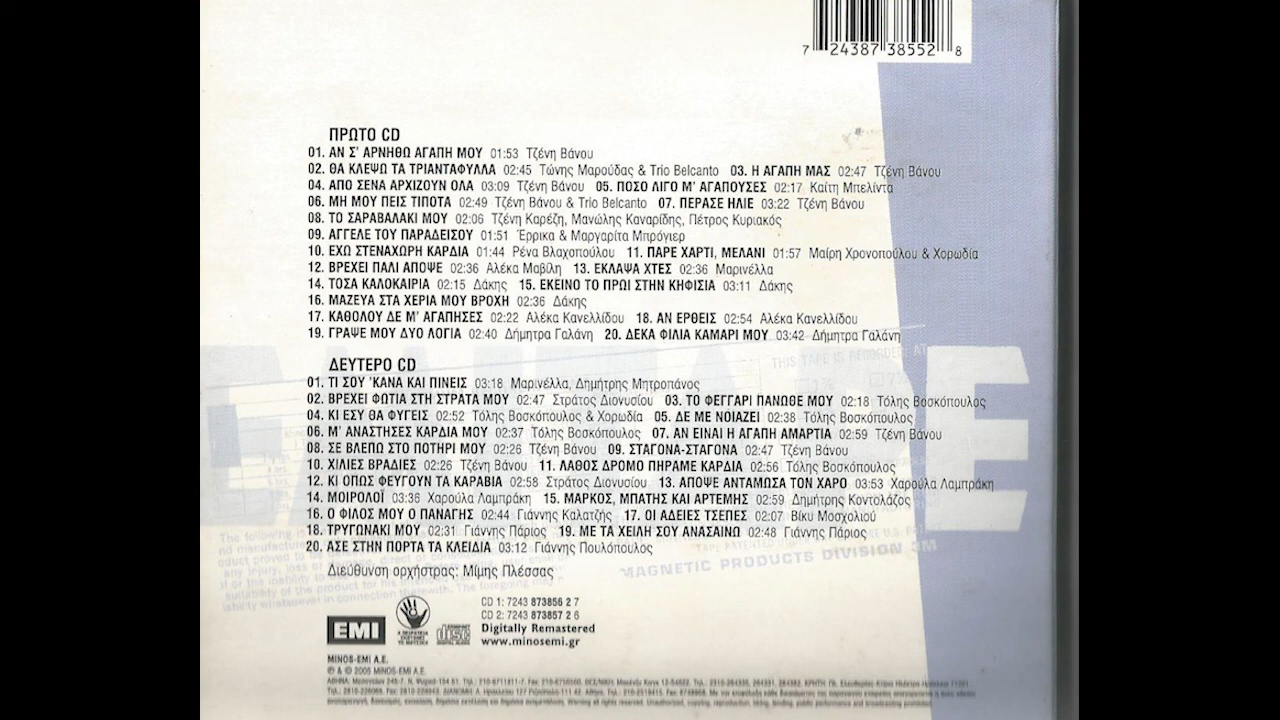 7 24387 38552 8
ΠΡΩΤΟ CD
01. ΑΝ Σ' ΑΡΝΗΘΩ ΑΓΑΠΗ ΜΟΥ 01:53 Τζένη Βάνου
02. ΘΑ ΚΛΕΨΩ ΤΑ ΤΡΙΑΝΤΑΦΥΛΛΑ 02:45 Τώνης Μαρούδας & Trio Belcanto 03. Η ΑΓΑΠΗ ΜΑΣ 02:47 Τζένη Βάνου
04. ΑΠΟ ΣΕΝΑ ΑΡΧΙΖΟΥΝ ΟΛΑ 03:09 Τζένη Βάνου 05. ΠΟΣΟ ΛΙΓΟ Μ' ΑΓΑΠΟΥΣΕΣ 02:17 Καίτη Μπελίντα
06. ΜΗ ΜΟΥ ΠΕΙΣ ΤΙΠΟΤΑ 02:49 Τζένη Βάνου & Trio Belcanto 07. ΠΕΡΑΣΕ ΗΛΙΕ 03:22 Τζένη Βάνου
08. ΤΟ ΣΑΡΑΒΑΛΑΚΙ ΜΟΥ 02:06 Τζένη Καρέζη, Μανώλης Καναρίδης, Πέτρος Κυριακός
09. ΑΓΓΕΛΕ ΤΟΥ ΠΑΡΑΔΕΙΣΟΥ 01:51 Έρρικα & Μαργαρίτα Μπρόγιερ
10. ΕΧΩ ΣΤΕΝΑΧΩΡΗ ΚΑΡΔΙΑ 01:44 Ρένα Βλαχοπούλου 11. ΠΑΡΕ ΧΑΡΤΙ, ΜΕΛΑΝΙ 01:57 Μαίρη Χρονοπούλου & Χορωδία
12. ΒΡΕΧΕΙ ΠΑΛΙ ΑΠΟΨΕ 02:36 Αλέκα Μαβίλη 13. ΕΚΛΑΨΑ ΧΤΕΣ 02:36 Μαρινέλλα
14. ΤΟΣΑ ΚΑΛΟΚΑΙΡΙΑ 02:15 Δάκης 15. ΕΚΕΙΝΟ ΤΟ ΠΡΩΙ ΣΤΗΝ ΚΗΦΙΣΙΑ 03:11 Δάκης
16. ΜΑΖΕΥΑ ΣΤΑ ΧΕΡΙΑ ΜΟΥ ΒΡΟΧΗ 02:36 Δάκης
17. ΚΑΘΟΛΟΥ ΔΕ Μ' ΑΓΑΠΗΣΕΣ 02:22 Αλέκα Κανελλίδου 18. ΑΝ ΕΡΘΕΙΣ 02:54 Αλέκα Κανελλίδου
19. ΓΡΑΨΕ ΜΟΥ ΔΥΟ ΛΟΓΙΑ 02:40 Δήμητρα Γαλάνη 20. ΔΕΚΑ ΦΙΛΙΑ ΚΑΜΑΡΙ ΜΟΥ 03:42 Δήμητρα Γαλάνη
THIS TAPE IS RECORDED AT
ΔΕΥΤΕΡΟ CD
01. ΤΙ ΣΟΥ 'ΚΑΝΑ ΚΑΙ ΠΙΝΕΙΣ 03:18 Μαρινέλλα, Δημήτρης Μητροπάνος
02. ΒΡΕΧΕΙ ΦΩΤΙΑ ΣΤΗ ΣΤΡΑΤΑ ΜΟΥ 02:47 Στράτος Διονυσίου 03. ΤΟ ΦΕΓΓΑΡΙ ΠΑΝΩΘΕ ΜΟΥ 02:18 Τόλης Βοσκόπουλος
04. ΚΙ ΕΣΥ ΘΑ ΦΥΓΕΙΣ 02:52 Τόλης Βοσκόπουλος & Χορωδία 05. ΔΕ ΜΕ ΝΟΙΑΖΕΙ 02:38 Τόλης Βοσκόπουλος
06. Μ' ΑΝΑΣΤΗΣΕΣ ΚΑΡΔΙΑ ΜΟΥ 02:37 Τόλης Βοσκόπουλος 07. ΑΝ ΕΙΝΑΙ Η ΑΓΑΠΗ ΑΜΑΡΤΙΑ 02:59 Τζένη Βάνου
08. ΣΕ ΒΛΕΠΩ ΣΤΟ ΠΟΤΗΡΙ ΜΟΥ 02:26 Τζένη Βάνου 09. ΣΤΑΓΟΝΑ-ΣΤΑΓΟΝΑ 02:47 Τζένη Βάνου
10. ΧΙΛΙΕΣ ΒΡΑΔΙΕΣ 02:26 Τζένη Βάνου 11. ΛΑΘΟΣ ΔΡΟΜΟ ΠΗΡΑΜΕ ΚΑΡΔΙΑ 02:56 Τόλης Βοσκόπουλος
12. ΚΙ ΟΠΩΣ ΦΕΥΓΟΥΝ ΤΑ ΚΑΡΑΒΙΑ 02:58 Στράτος Διονυσίου 13. ΑΠΟΨΕ ΑΝΤΑΜΩΣΑ ΤΟΝ ΧΑΡΟ 03:53 Χαρούλα Λαμπράκη
14. ΜΟΙΡΟΛΟΪ 03:36 Χαρούλα Λαμπράκη 15. ΜΑΡΚΟΣ, ΜΠΑΤΗΣ ΚΑΙ ΑΡΤΕΜΗΣ 02:59 Δημήτρης Κοντολάζος
16. Ο ΦΙΛΟΣ ΜΟΥ Ο ΠΑΝΑΓΗΣ 02:44 Γιάννης Καλατζής 17. ΟΙ ΑΔΕΙΕΣ ΤΣΕΠΕΣ 02:07 Βίκυ Μοσχολιού
18. ΤΡΥΓΩΝΑΚΙ ΜΟΥ 02:31 Γιάννης Πάριος 19. ΜΕ ΤΑ ΧΕΙΛΗ ΣΟΥ ΑΝΑΣΑΙΝΩ 02:48 Γιάννης Πάριος
20. ΑΣΕ ΣΤΗΝ ΠΟΡΤΑ ΤΑ ΚΛΕΙΔΙΑ 03:12 Γιάννης Πουλόπουλος
Διεύθυνση ορχήστρας: Μίμης Πλέσσας
MAGNETIC PRODUCTS DIVISION 3M
EMI
CD 1: 7243 873856 2 7
CD 2: 7243 873857 2 6
Digitally Remastered
www.minosemi.gr
MINOS-EMI A.E.
℗ & © 2005 MINOS-EMI A.E.